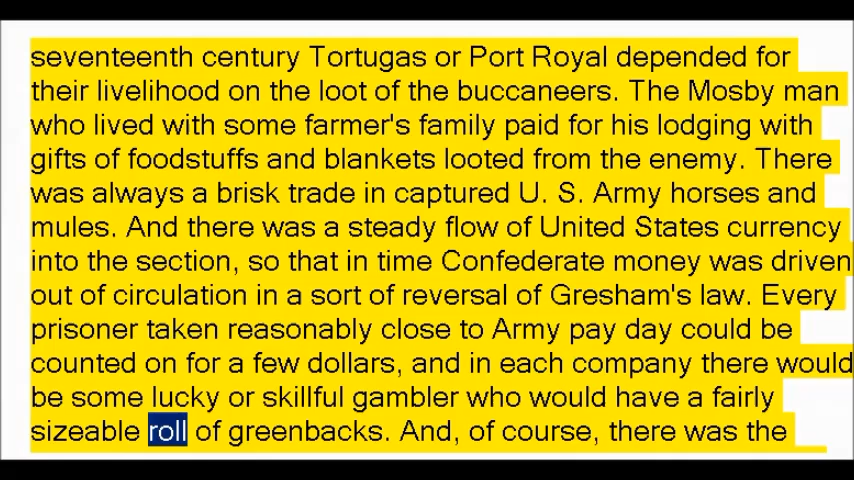 seventeenth century Tortugas or Port Royal depended for
their livelihood on the loot of the buccaneers. The Mosby man
who lived with some farmer's family paid for his lodging with
gifts of foodstuffs and blankets looted from the enemy. There
was always a brisk trade in captured U. S. Army horses and
mules. And there was a steady flow of United States currency
into the section, so that in time Confederate money was driven
out of circulation in a sort of reversal of Gresham's law. Every
prisoner taken reasonably close to Army pay day could be
counted on for a few dollars, and in each company there would
be some lucky or skillful gambler who would have a fairly
sizeable roll of greenbacks. And, of course, there was the